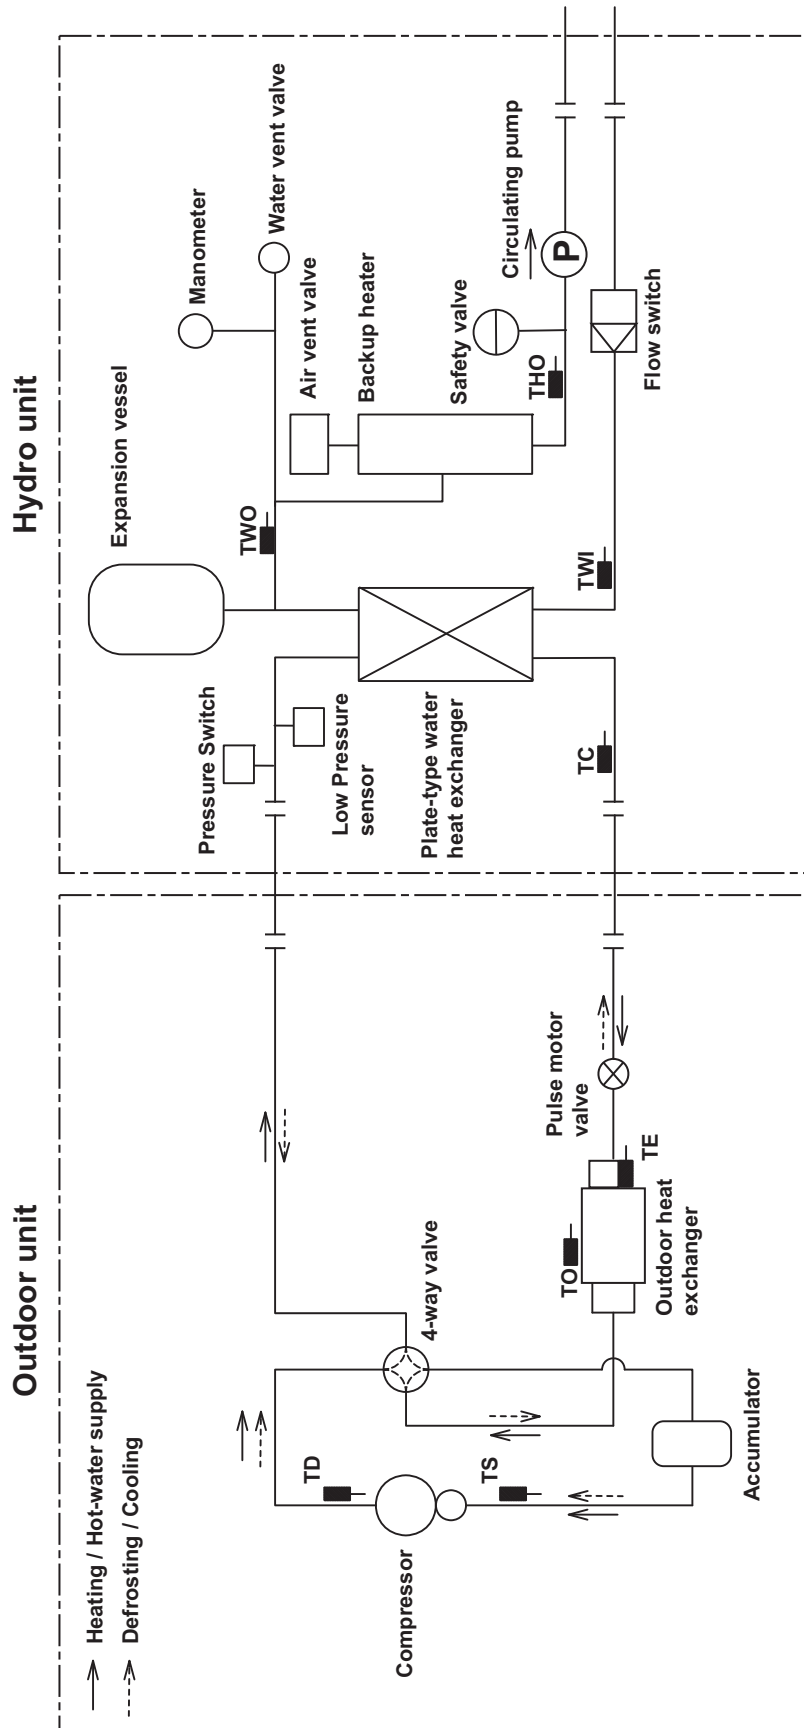 Outdoor unit
Heating / Hot-water supply
Defrosting / Cooling
TD
TS
Compressor
4-way valve
Accumulator
TO
TE
Outdoor heat
exchanger
Pulse motor
valve
Hydro unit
Expansion vessel
Manometer
Water vent valve
Air vent valve
Backup heater
Safety valve
Circulating pump
P
THO
TWO
TWI
Flow switch
Pressure Switch
Low Pressure
sensor
Plate-type water
heat exchanger
TC